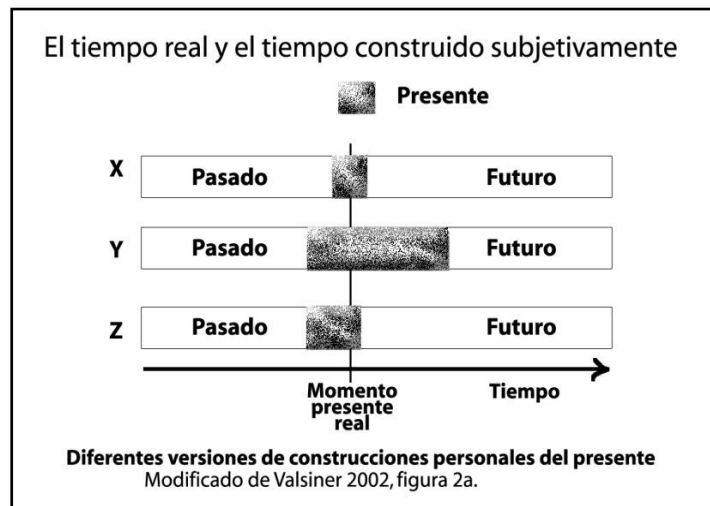 El tiempo real y el tiempo construido subjetivamente
Presente
X Pasado Futuro
Y Pasado Futuro
Z Pasado Futuro
Momento
presente
real
Tiempo
Diferentes versiones de construcciones personales del presente
Modificado de Valsiner 2002, figura 2a.